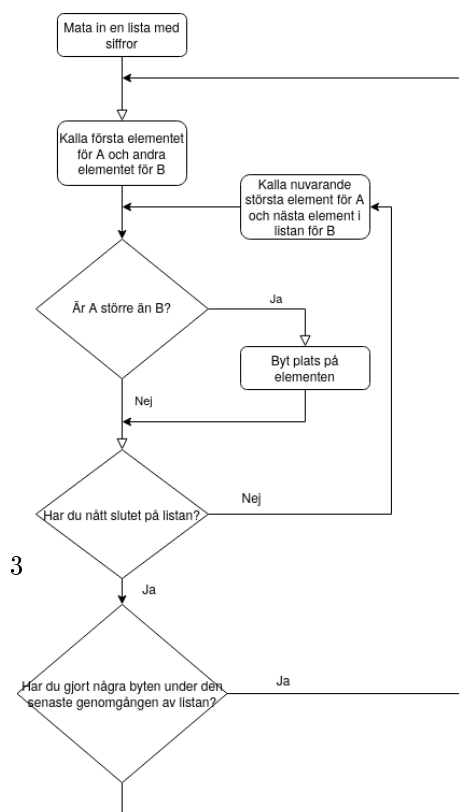 Mata in en lista med
siffror
Kalla första elementet
för A och andra
elementet för B
Kalla nuvarande
största element för A
och nästa element i
listan för B
Är A större än B?
Ja
Byt plats på
elementen
Nej
Har du nått slutet på listan?
Nej
3
Ja
Har du gjort några byten under den
senaste genomgången av listan?
Ja